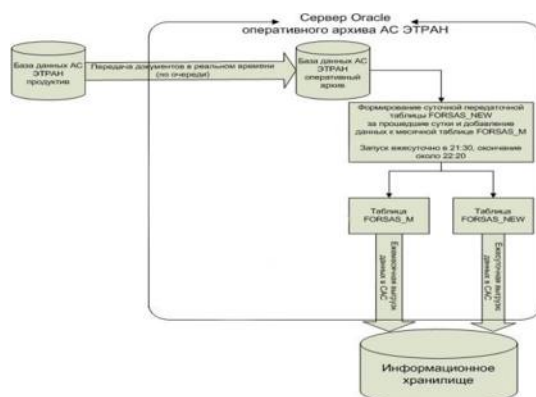 Сервер Oracle
оперативного архива АС ЭТРАН
База данных АС
ЭТРАН
продуктив
Передача документов в реальном времени
(по очереди)
База данных АС
ЭТРАН
оперативный
архив
Формирование суточной передаточной
таблицы FORSAS_NEW
за прошедшие сутки и добавление
данных к месячной таблице FORSAS_M
Запуск ежесуточно в 21:30, окончание
около 22:20
Таблица
FORSAS_M
Таблица
FORSAS_NEW
Ежемесячная выгрузка
данных в САС
Ежесуточная выгрузка
данных в САС
Информационное
хранилище